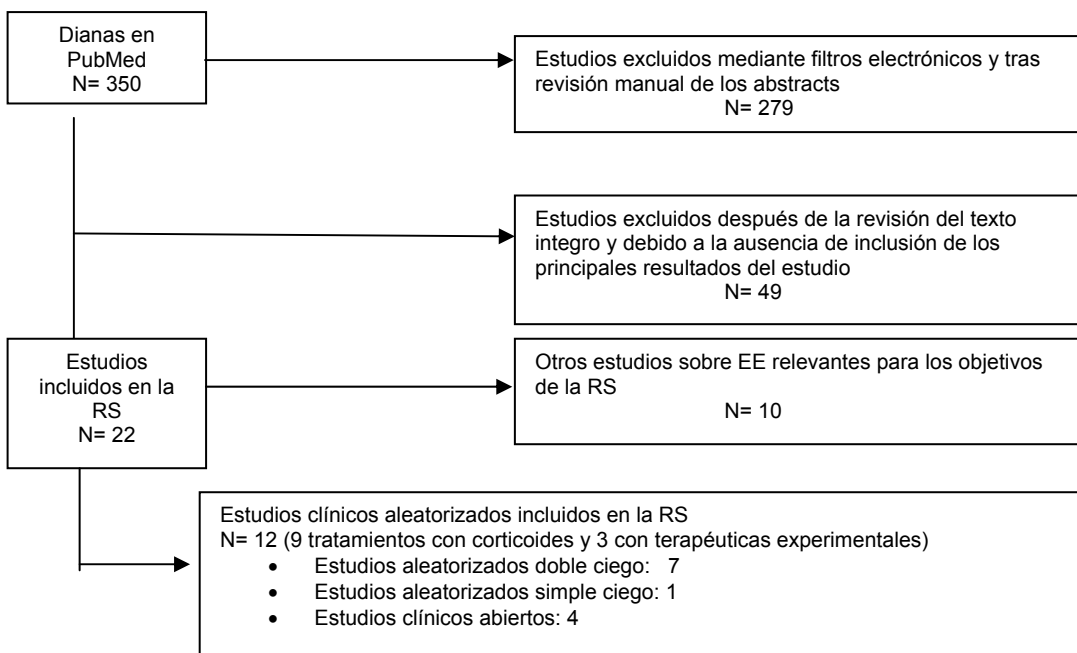 Dianas en
PubMed
N= 350
Estudios excluidos mediante filtros electrónicos y tras
revisión manual de los abstracts
N= 279
Estudios excluidos después de la revisión del texto
integro y debido a la ausencia de inclusión de los
principales resultados del estudio
N= 49
Estudios
incluidos en la
RS
N= 22
Otros estudios sobre EE relevantes para los objetivos
de la RS
N= 10
Estudios clínicos aleatorizados incluidos en la RS
N= 12 (9 tratamientos con corticoides y 3 con terapéuticas experimentales)
• Estudios aleatorizados doble ciego: 7
• Estudios aleatorizados simple ciego: 1
• Estudios clínicos abiertos: 4